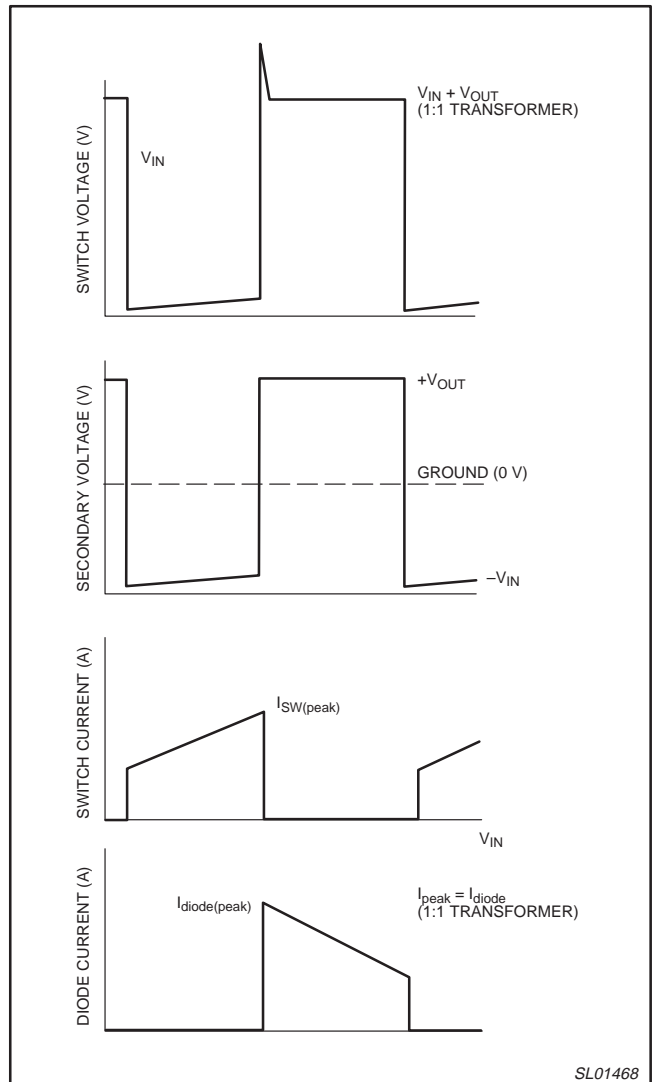 SWITCH VOLTAGE (V)
VIN
VIN + VOUT
(1:1 TRANSFORMER)
SECONDARY VOLTAGE (V)
+VOUT
GROUND (0 V)
–VIN
SWITCH CURRENT (A)
ISW(peak)
VIN
DIODE CURRENT (A)
Idiode(peak)
Ipeak = Idiode
(1:1 TRANSFORMER)
SL01468